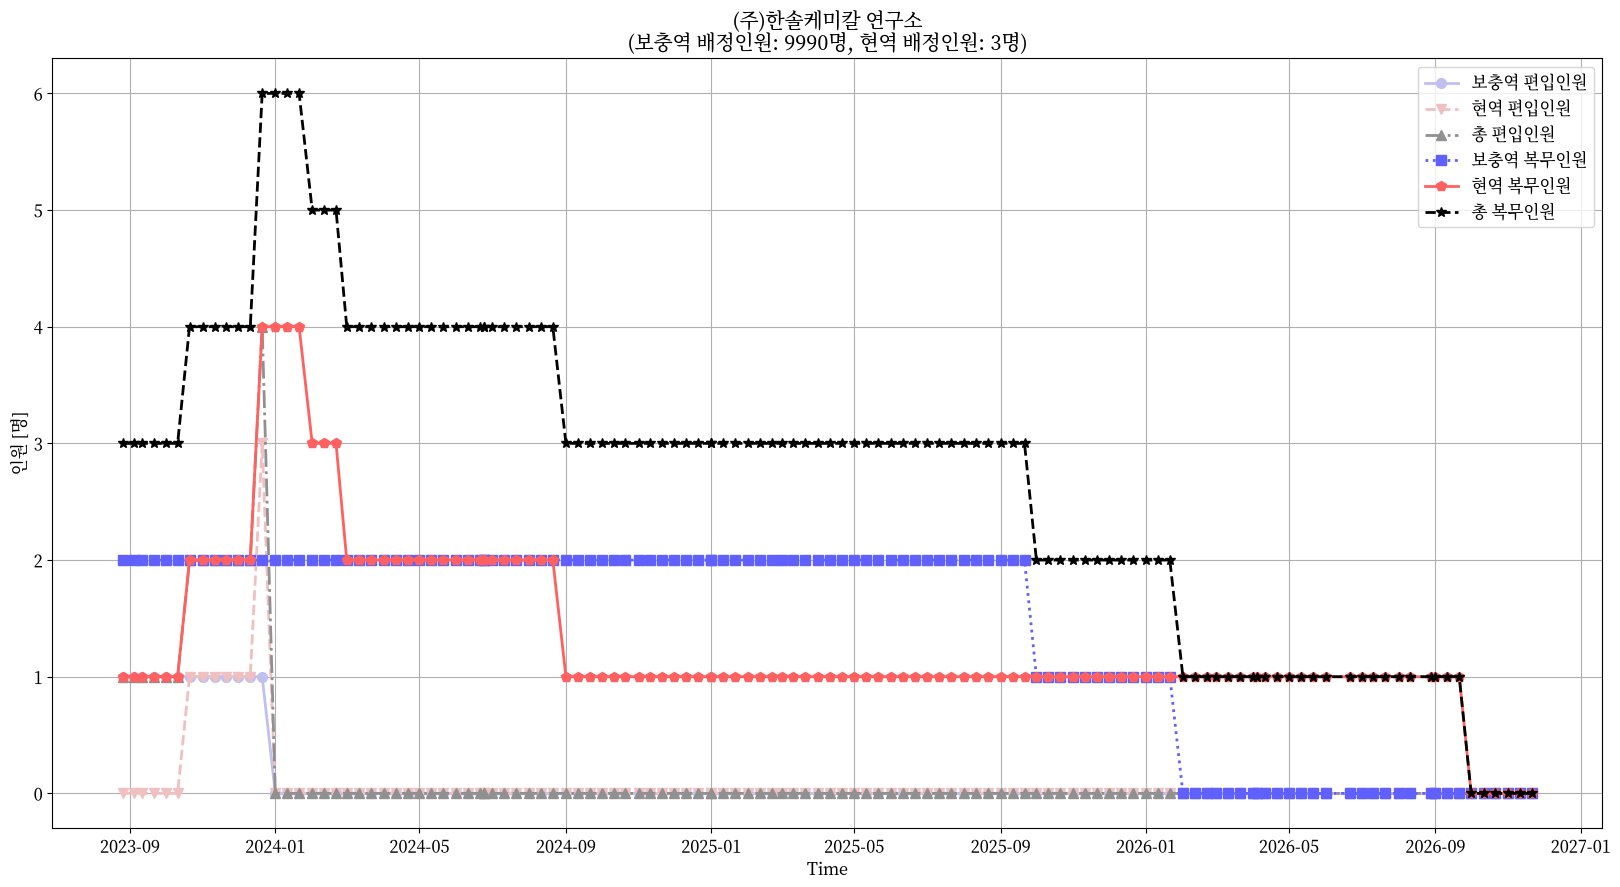 (주)한솔케미칼 연구소
(보충역 배정인원: 9990명, 현역 배정인원: 3명)
보충역 편입인원
현역 편입인원
총 편입인원
보충역 복무인원
현역 복무인원
총 복무인원
인원 [명]
6
5
4
3
2
1
0
2023-09 2024-01 2024-05 2024-09 2025-01 2025-05 2025-09 2026-01 2026-05 2026-09 2027-01
Time